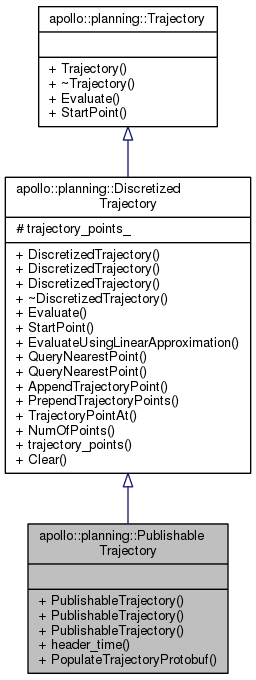 apollo::planning::Trajectory
+ Trajectory()
+ ~Trajectory()
+ Evaluate()
+ StartPoint()
apollo::planning::Discretized
Trajectory
# trajectory_points_
+ DiscretizedTrajectory()
+ DiscretizedTrajectory()
+ DiscretizedTrajectory()
+ ~DiscretizedTrajectory()
+ Evaluate()
+ StartPoint()
+ EvaluateUsingLinearApproximation()
+ QueryNearestPoint()
+ QueryNearestPoint()
+ AppendTrajectoryPoint()
+ PrependTrajectoryPoints()
+ TrajectoryPointAt()
+ NumOfPoints()
+ trajectory_points()
+ Clear()
apollo::planning::Publishable
Trajectory
+ PublishableTrajectory()
+ PublishableTrajectory()
+ PublishableTrajectory()
+ header_time()
+ PopulateTrajectoryProtobuf()